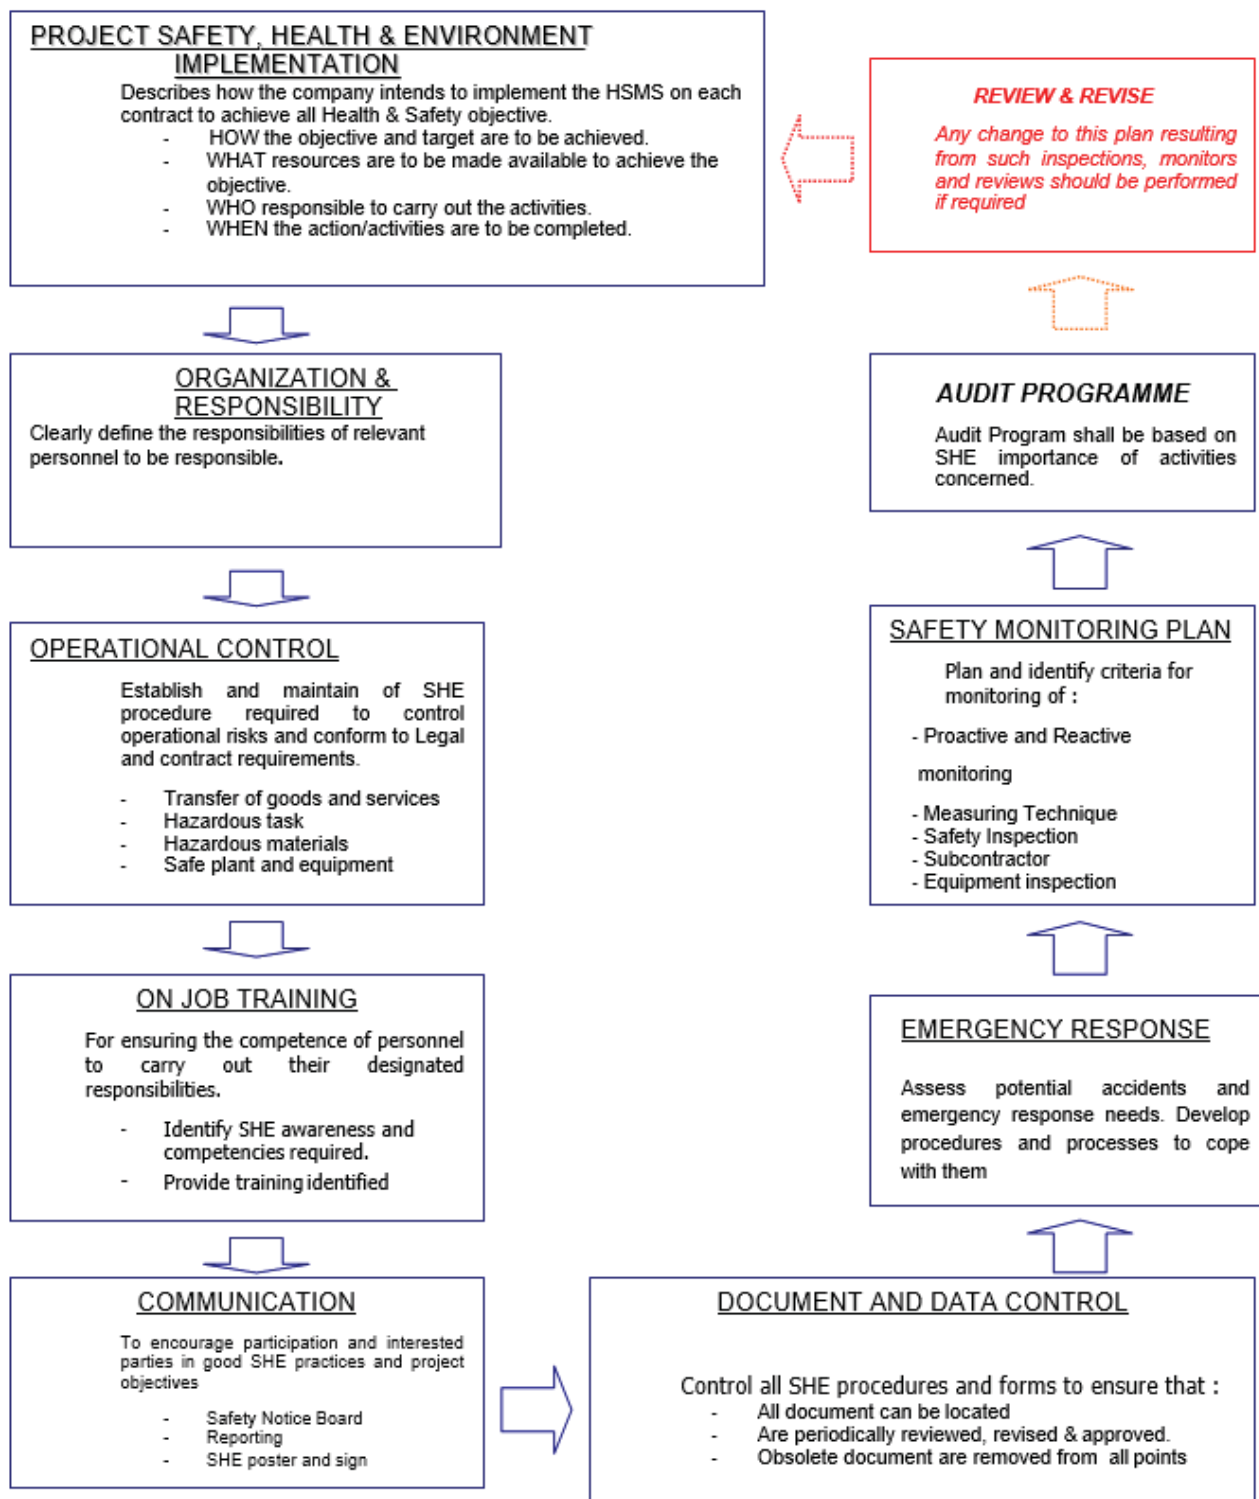 PROJECT SAFETY, HEALTH & ENVIRONMENT
IMPLEMENTATION
Describes how the company intends to implement the HSMS on each
contract to achieve all Health & Safety objective.
- HOW the objective and target are to be achieved.
- WHAT resources are to be made available to achieve the
objective.
- WHO responsible to carry out the activities.
- WHEN the action/activities are to be completed.
ORGANIZATION &
RESPONSIBILITY
Clearly define the responsibilities of relevant
personnel to be responsible.
OPERATIONAL CONTROL
Establish and maintain of SHE
procedure required to control
operational risks and conform to Legal
and contract requirements.
- Transfer of goods and services
- Hazardous task
- Hazardous materials
- Safe plant and equipment
ON JOB TRAINING
For ensuring the competence of personnel
to carry out their designated
responsibilities.
- Identify SHE awareness and
competencies required.
- Provide training identified
COMMUNICATION
To encourage participation and interested
parties in good SHE practices and project
objectives
- Safety Notice Board
- Reporting
- SHE poster and sign
DOCUMENT AND DATA CONTROL
Control all SHE procedures and forms to ensure that :
- All document can be located
- Are periodically reviewed, revised & approved.
- Obsolete document are removed from all points
EMERGENCY RESPONSE
Assess potential accidents and
emergency response needs. Develop
procedures and processes to cope
with them
SAFETY MONITORING PLAN
Plan and identify criteria for
monitoring of :
- Proactive and Reactive
monitoring
- Measuring Technique
- Safety Inspection
- Subcontractor
- Equipment inspection
AUDIT PROGRAMME
Audit Program shall be based on
SHE importance of activities
concerned.
REVIEW & REVISE
Any change to this plan resulting
from such inspections, monitors
and reviews should be performed
if required